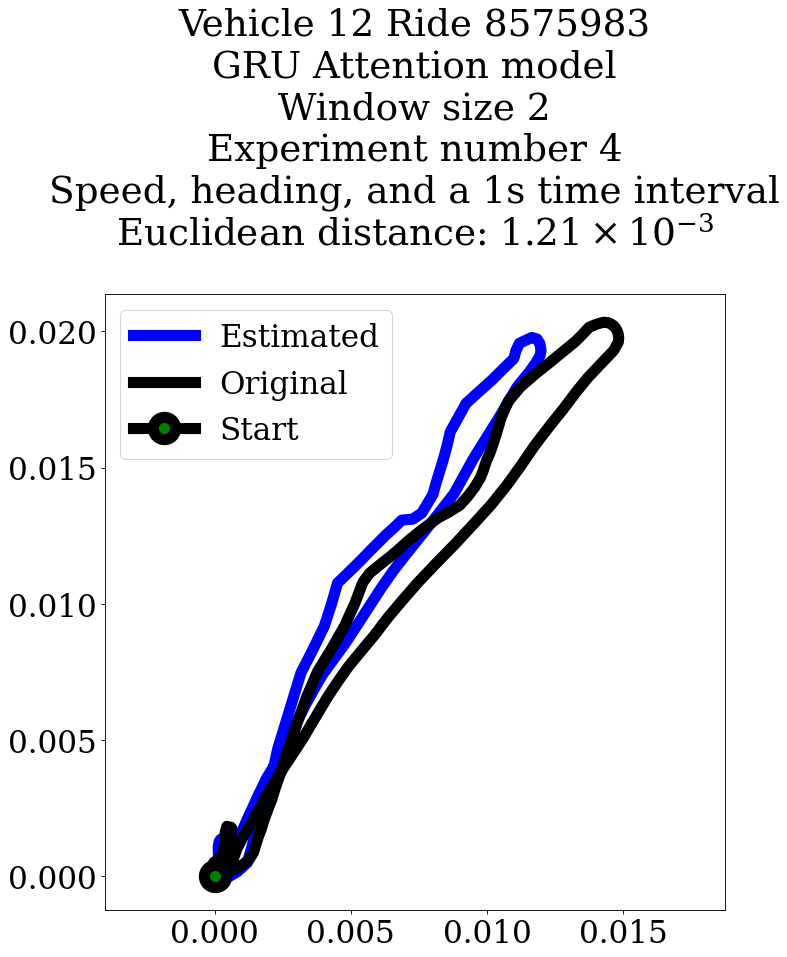 Vehicle 12 Ride 8575983
GRU Attention model
Window size 2
Experiment number 4
Speed, heading, and a 1s time interval
Euclidean distance: 1.21 × 10⁻³
Estimated
Original
Start
0.020
0.015
0.010
0.005
0.000
0.000 0.005 0.010 0.015